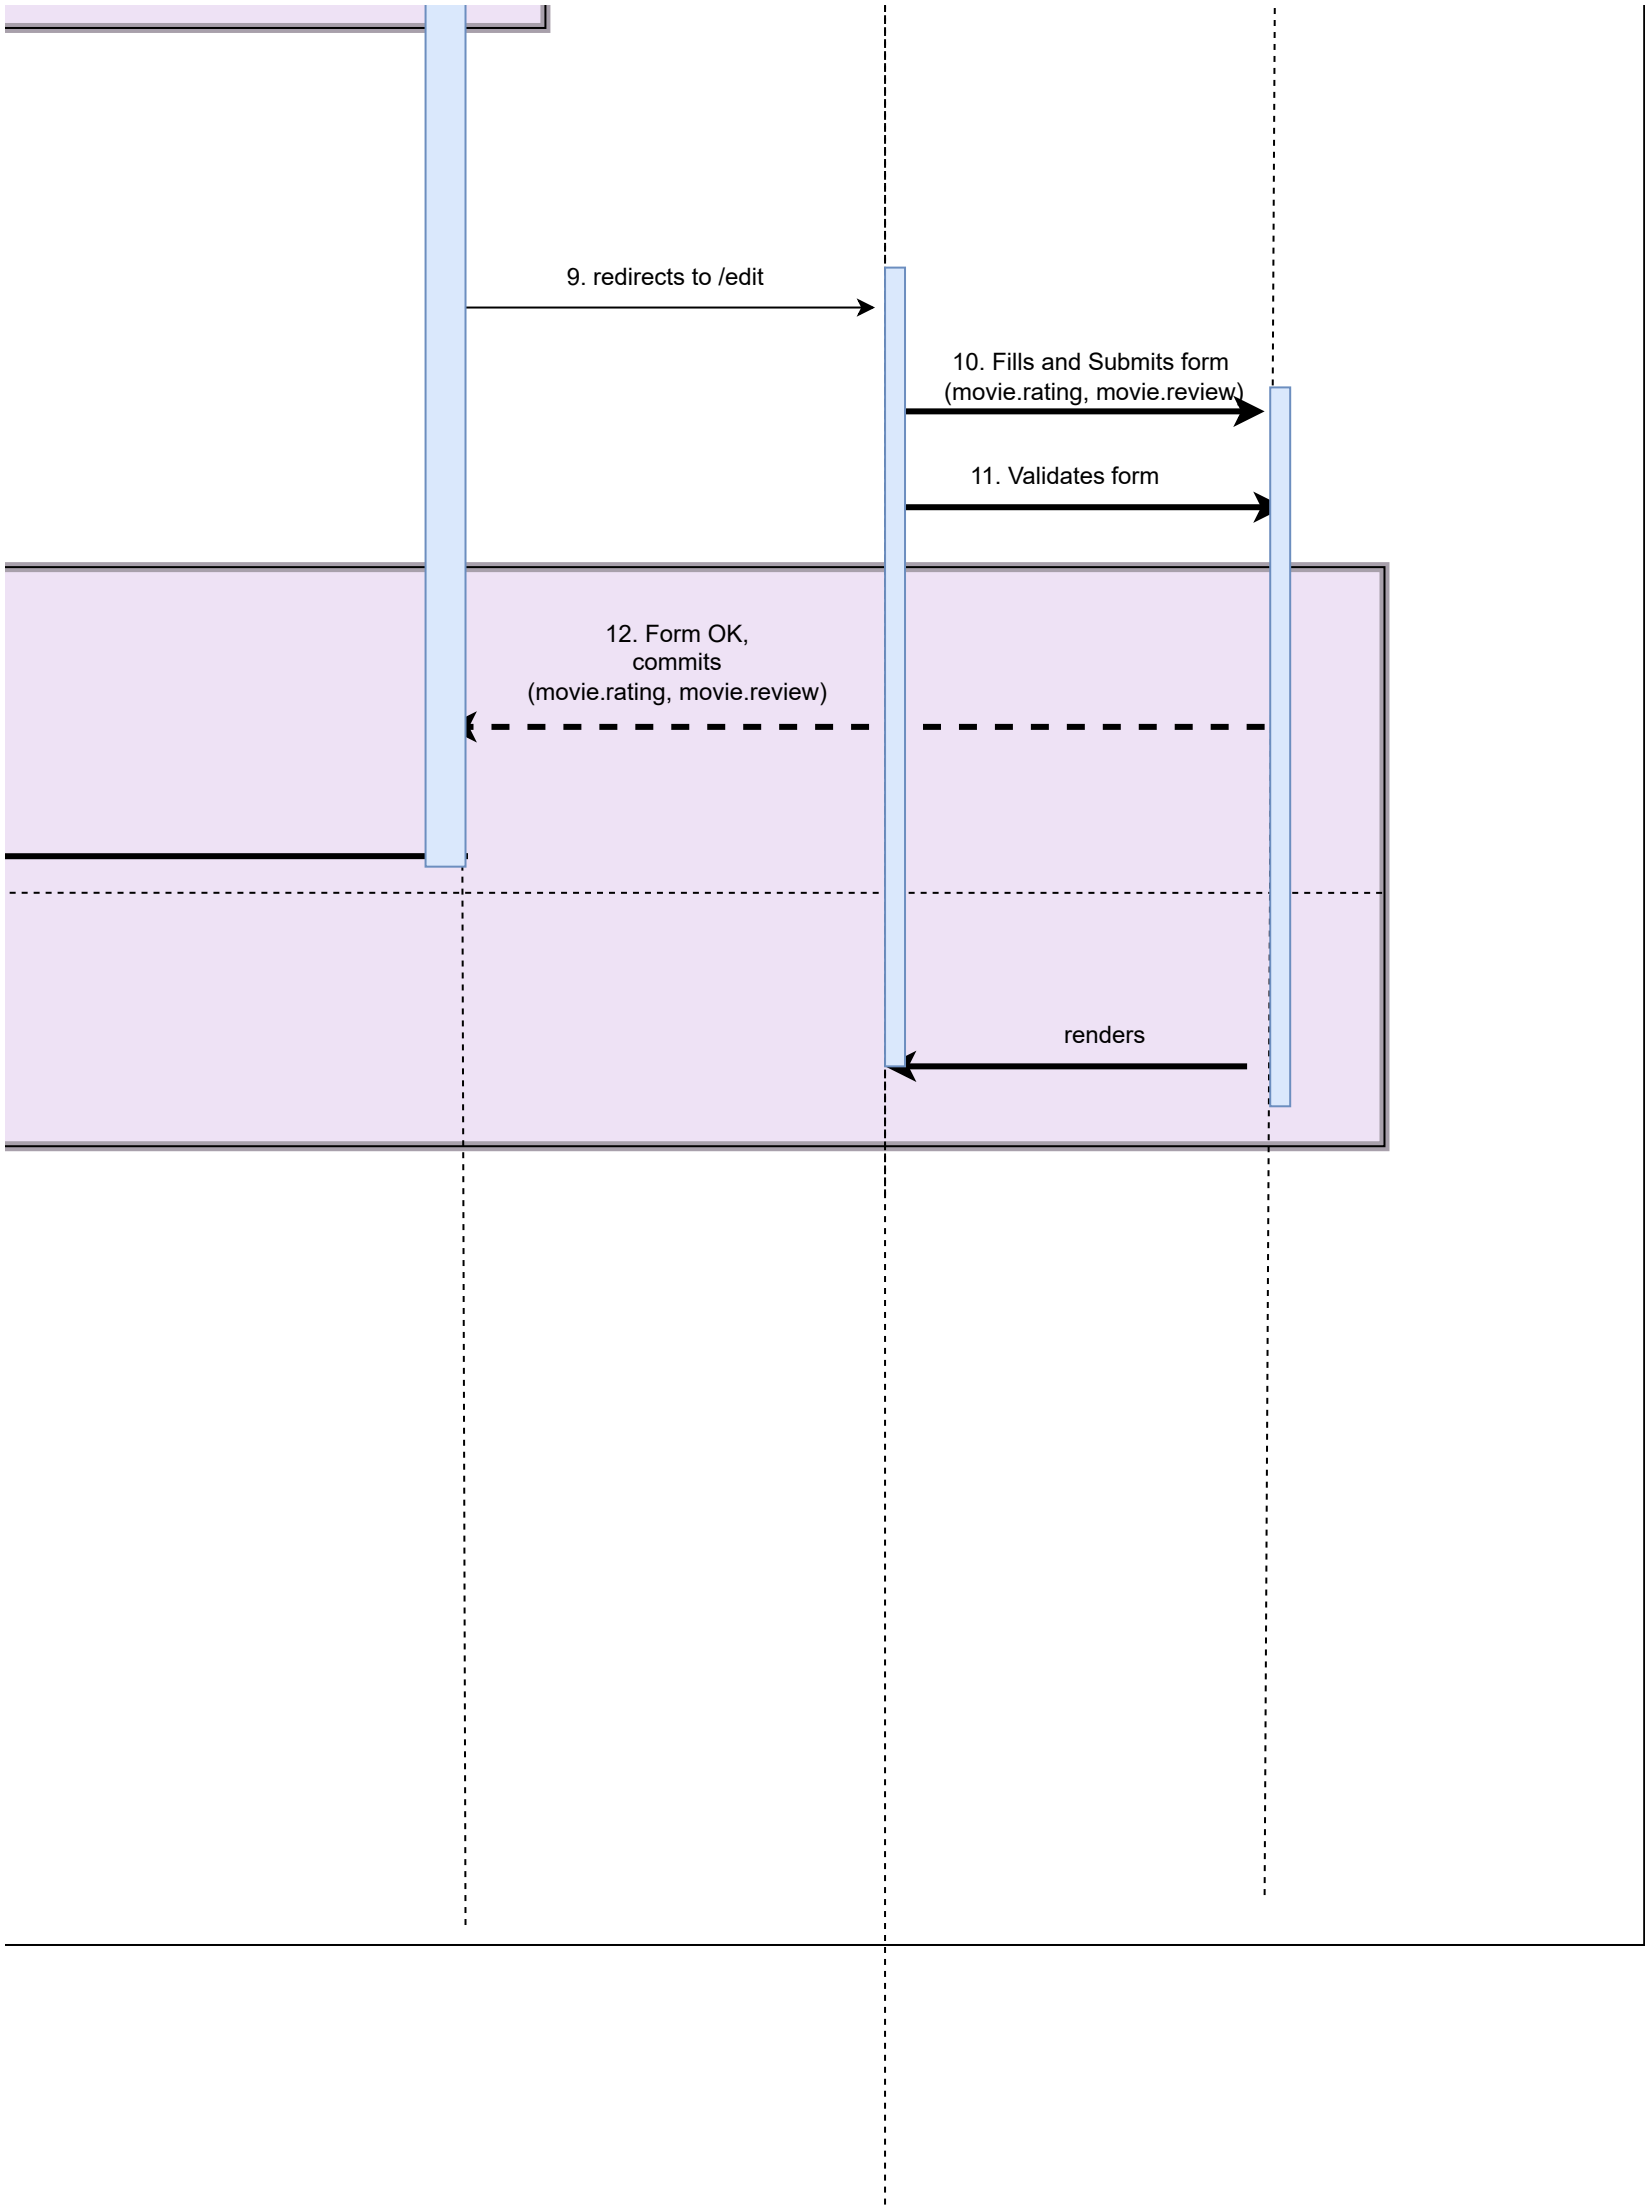 9. redirects to /edit
10. Fills and Submits form
(movie.rating, movie.review)
11. Validates form
12. Form OK,
commits
(movie.rating, movie.review)
renders